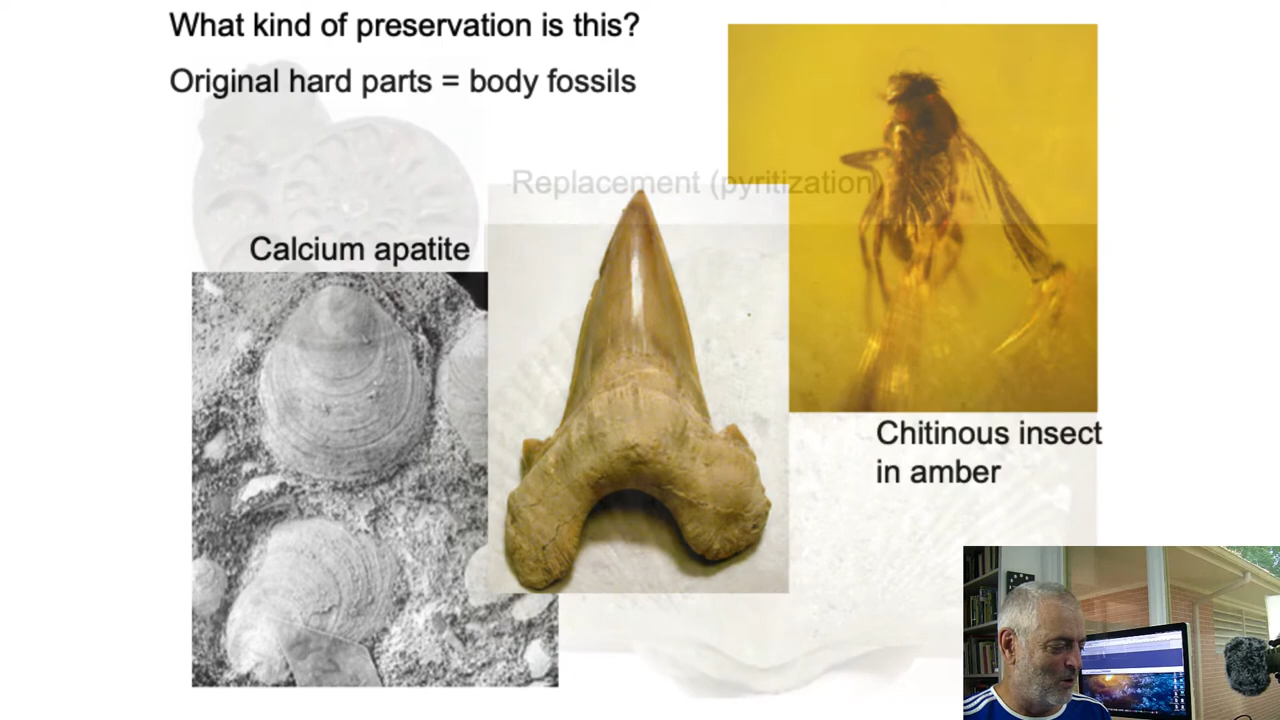 What kind of preservation is this?
Original hard parts = body fossils
Replacement (pyritization)
Calcium apatite
Chitinous insect
in amber